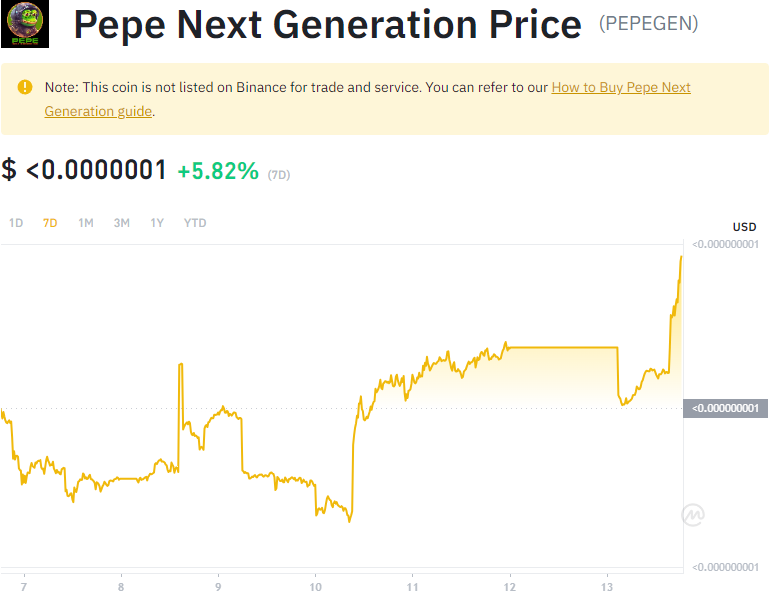 PEPE
Pepe Next Generation Price (PEPEGEN)
Note: This coin is not listed on Binance for trade and service. You can refer to our How to Buy Pepe Next
Generation guide.
$ <0.0000001 +5.82% (7D)
1D 7D 1M 3M 1Y YTD
USD
<0.000000001
<0.000000001
<0.000000001
7 8 9 10 11 12 13